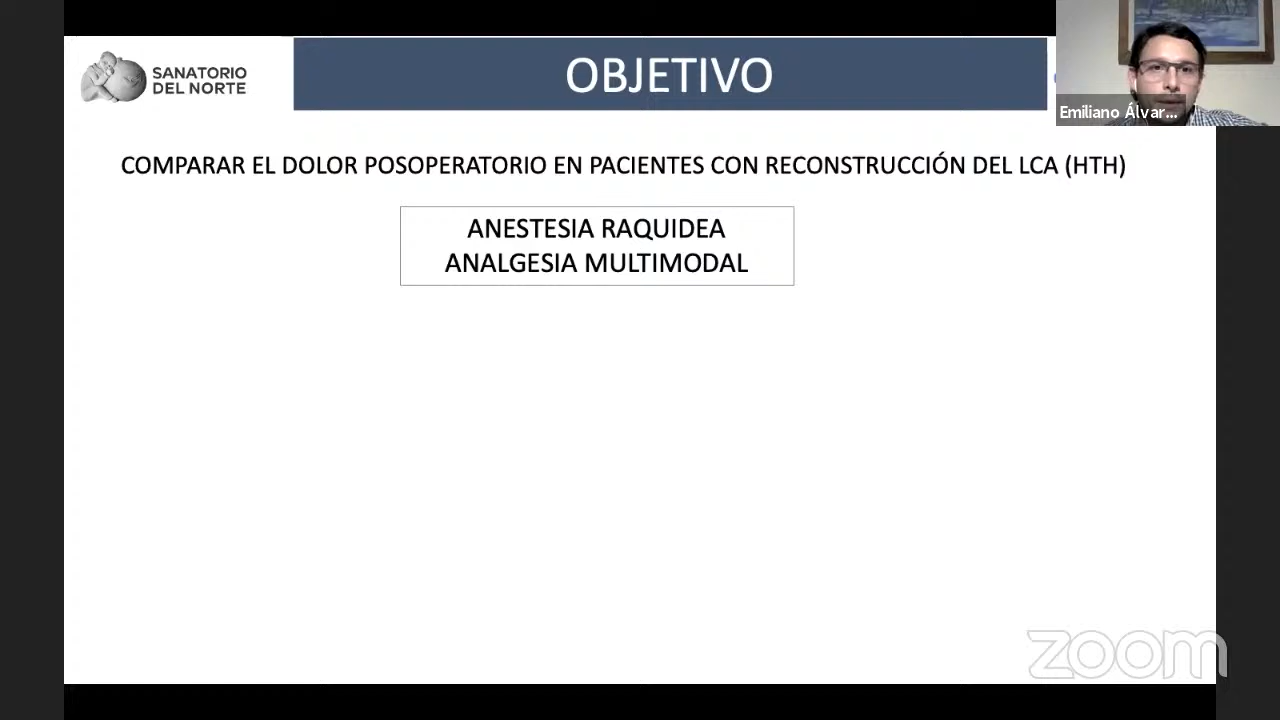 SANATORIO
DEL NORTE
OBJETIVO
Emiliano Álvar...
COMPARAR EL DOLOR POSOPERATORIO EN PACIENTES CON RECONSTRUCCIÓN DEL LCA (HTH)
ANESTESIA RAQUIDEA
ANALGESIA MULTIMODAL
zoom